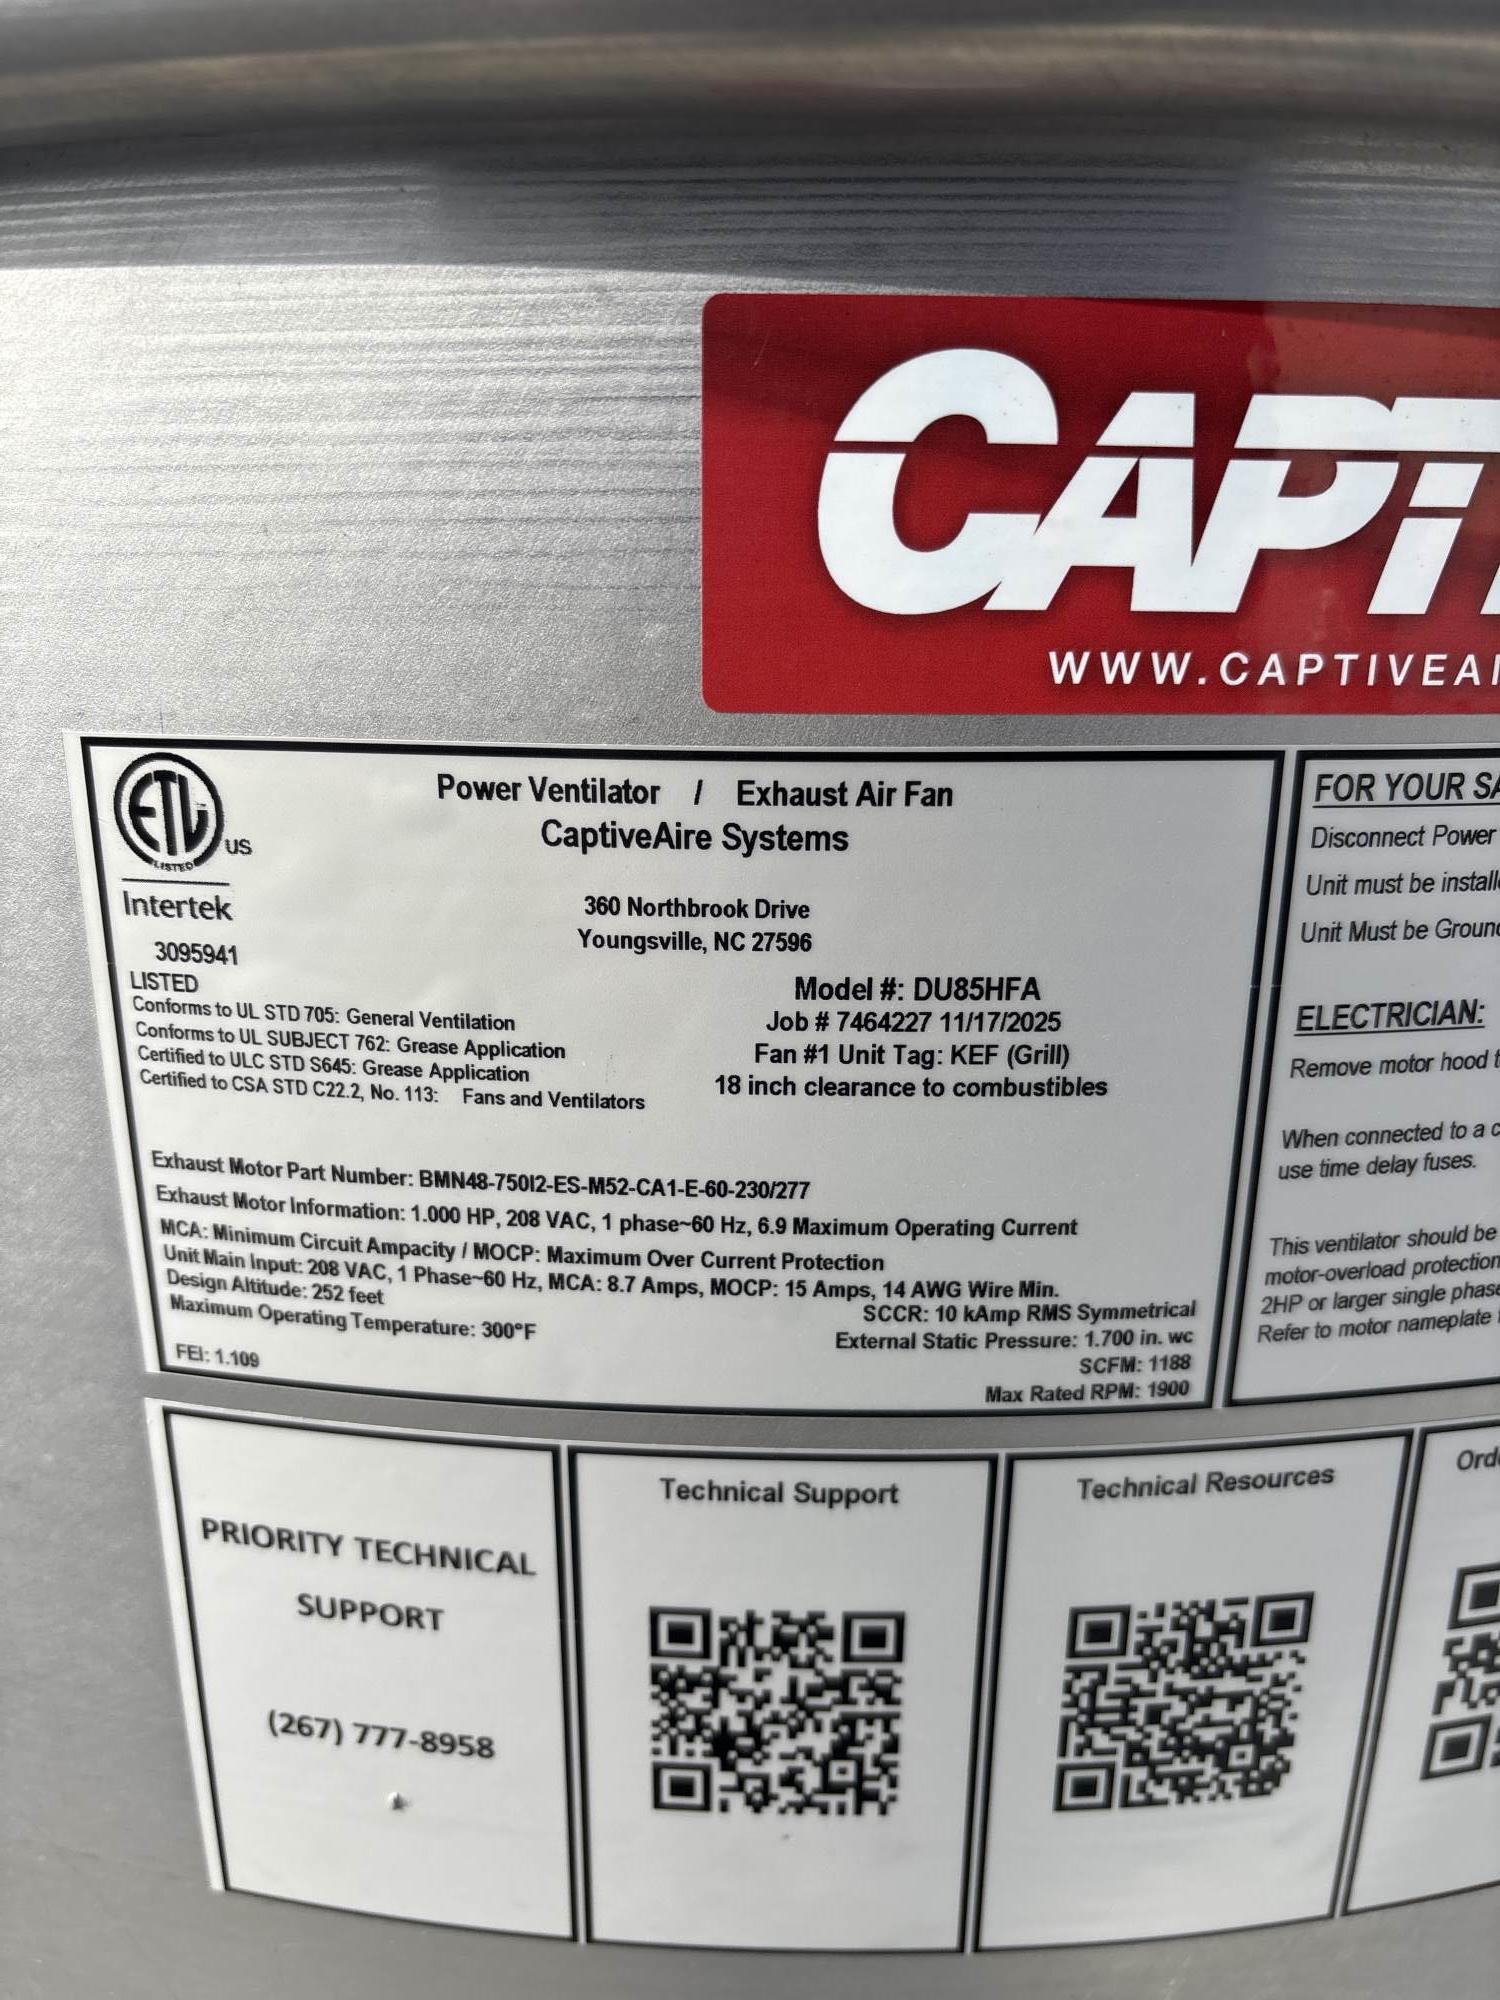 CAPTI
WWW.CAPTIVEAI
ETL
LISTED
US
Intertek
3095941
LISTED
Conforms to UL STD 705: General Ventilation
Conforms to UL SUBJECT 762: Grease Application
Certified to ULC STD S645: Grease Application
Certified to CSA STD C22.2, No. 113: Fans and Ventilators
Power Ventilator / Exhaust Air Fan
CaptiveAire Systems
360 Northbrook Drive
Youngsville, NC 27596
Model #: DU85HFA
Job # 7464227 11/17/2025
Fan #1 Unit Tag: KEF (Grill)
18 inch clearance to combustibles
Exhaust Motor Part Number: BMN48-750I2-ES-M52-CA1-E-60-230/277
Exhaust Motor Information: 1.000 HP, 208 VAC, 1 phase~60 Hz, 6.9 Maximum Operating Current
MCA: Minimum Circuit Ampacity / MOCP: Maximum Over Current Protection
Unit Main Input: 208 VAC, 1 Phase~60 Hz, MCA: 8.7 Amps, MOCP: 15 Amps, 14 AWG Wire Min.
Design Altitude: 252 feet
SCCR: 10 kAmp RMS Symmetrical
Maximum Operating Temperature: 300°F
External Static Pressure: 1.700 in. wc
FEI: 1.109
SCFM: 1188
Max Rated RPM: 1900
FOR YOUR SA
Disconnect Power
Unit must be installe
Unit Must be Ground
ELECTRICIAN:
Remove motor hood t
When connected to a c
use time delay fuses.
This ventilator should be
motor-overload protection
2HP or larger single phase
Refer to motor nameplate
PRIORITY TECHNICAL
SUPPORT
(267) 777-8958
Technical Support
Technical Resources
Orde